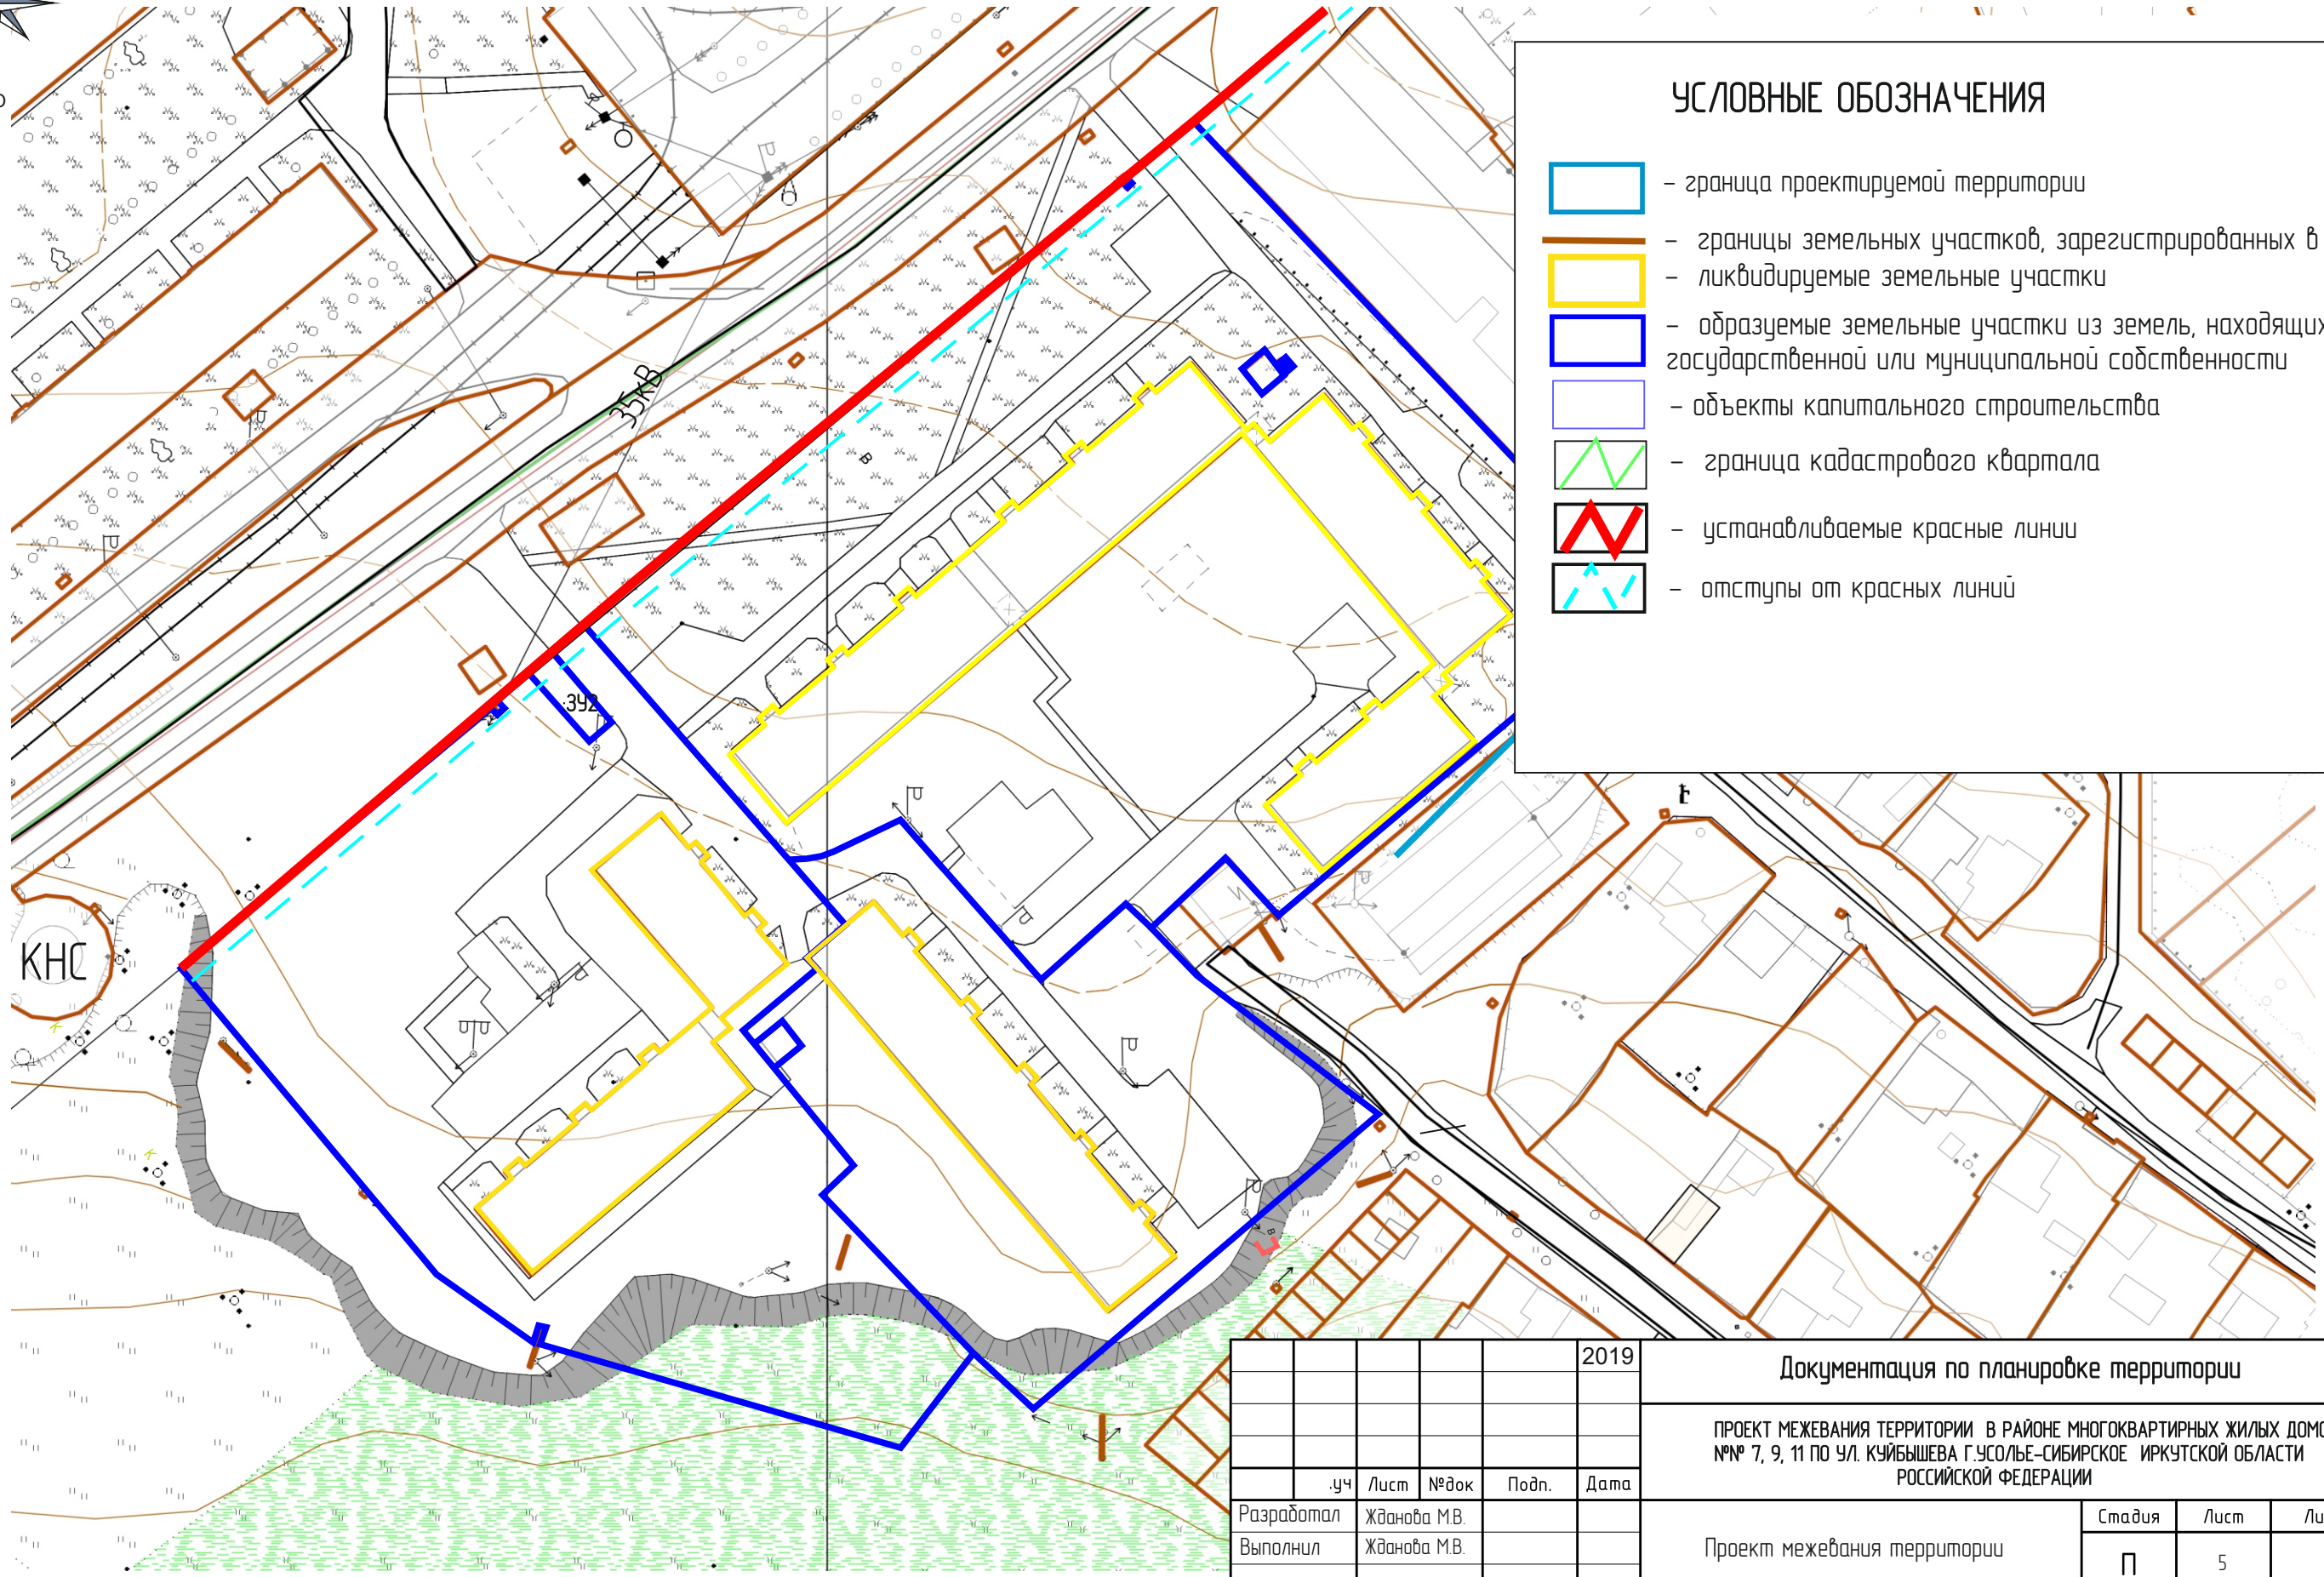 УСЛОВНЫЕ ОБОЗНАЧЕНИЯ
– граница проектируемой территории
– границы земельных участков, зарегистрированных в
– ликвидируемые земельные участки
– образуемые земельные участки из земель, находящих
государственной или муниципальной собственности
– объекты капитального строительства
– граница кадастрового квартала
– устанавливаемые красные линии
– отступы от красных линий
35кВ
В
:ЗУ2
КНС
2019
.уч Лист №док Подп. Дата
Разработал Жданова М.В.
Выполнил Жданова М.В.
Документация по планировке территории
ПРОЕКТ МЕЖЕВАНИЯ ТЕРРИТОРИИ В РАЙОНЕ МНОГОКВАРТИРНЫХ ЖИЛЫХ ДОМО
№№ 7, 9, 11 ПО УЛ. КУЙБЫШЕВА Г.УСОЛЬЕ-СИБИРСКОЕ ИРКУТСКОЙ ОБЛАСТИ
РОССИЙСКОЙ ФЕДЕРАЦИИ
Проект межевания территории
Стадия Лист Ли
П 5